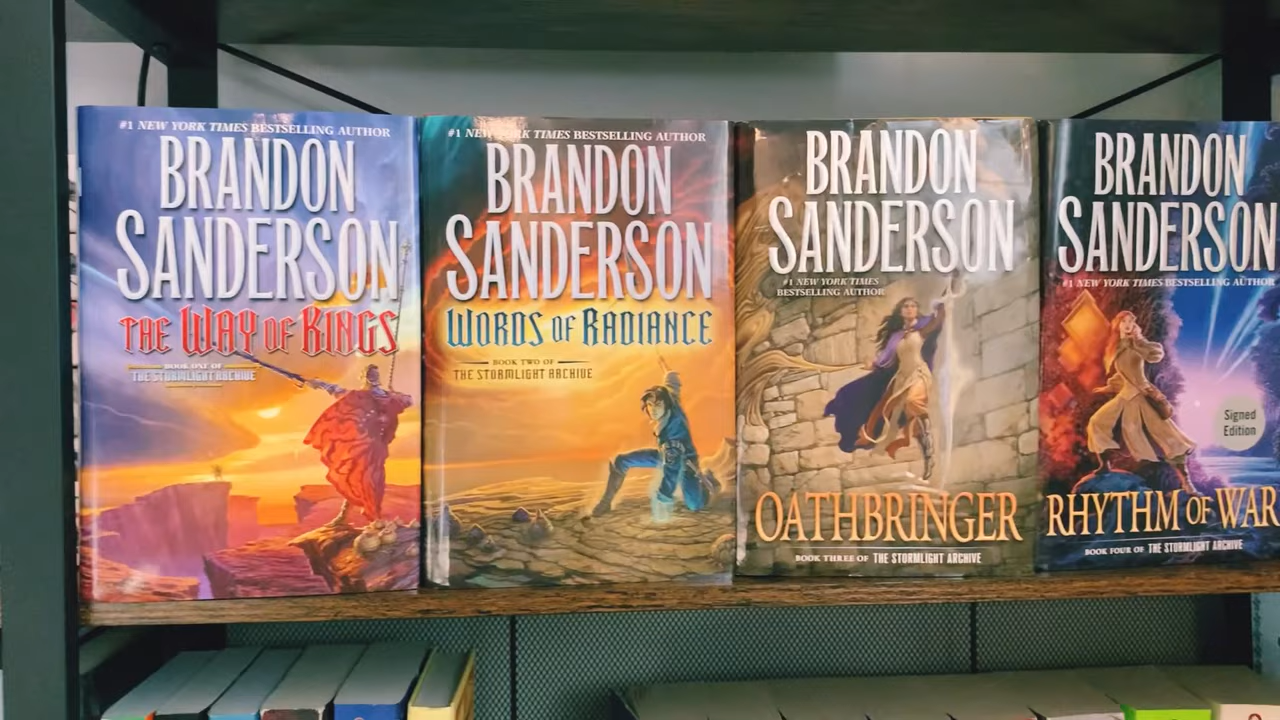 #1 NEW YORK TIMES BESTSELLING AUTHOR
BRANDON
SANDERSON
THE WAY OF KINGS
BOOK ONE OF
THE STORMLIGHT ARCHIVE
#1 NEW YORK TIMES BESTSELLING AUTHOR
BRANDON
SANDERSON
WORDS OF RADIANCE
BOOK TWO OF
THE STORMLIGHT ARCHIVE
BRANDON
SANDERSON
#1 NEW YORK TIMES
BESTSELLING AUTHOR
OATHBRINGER
BOOK THREE OF THE STORMLIGHT ARCHIVE
BRANDON
SANDERSON
#1 NEW YORK TIMES BESTSELLING AUTHOR
Signed
Edition
RHYTHM OF WAR
BOOK FOUR OF THE STORMLIGHT ARCHIVE